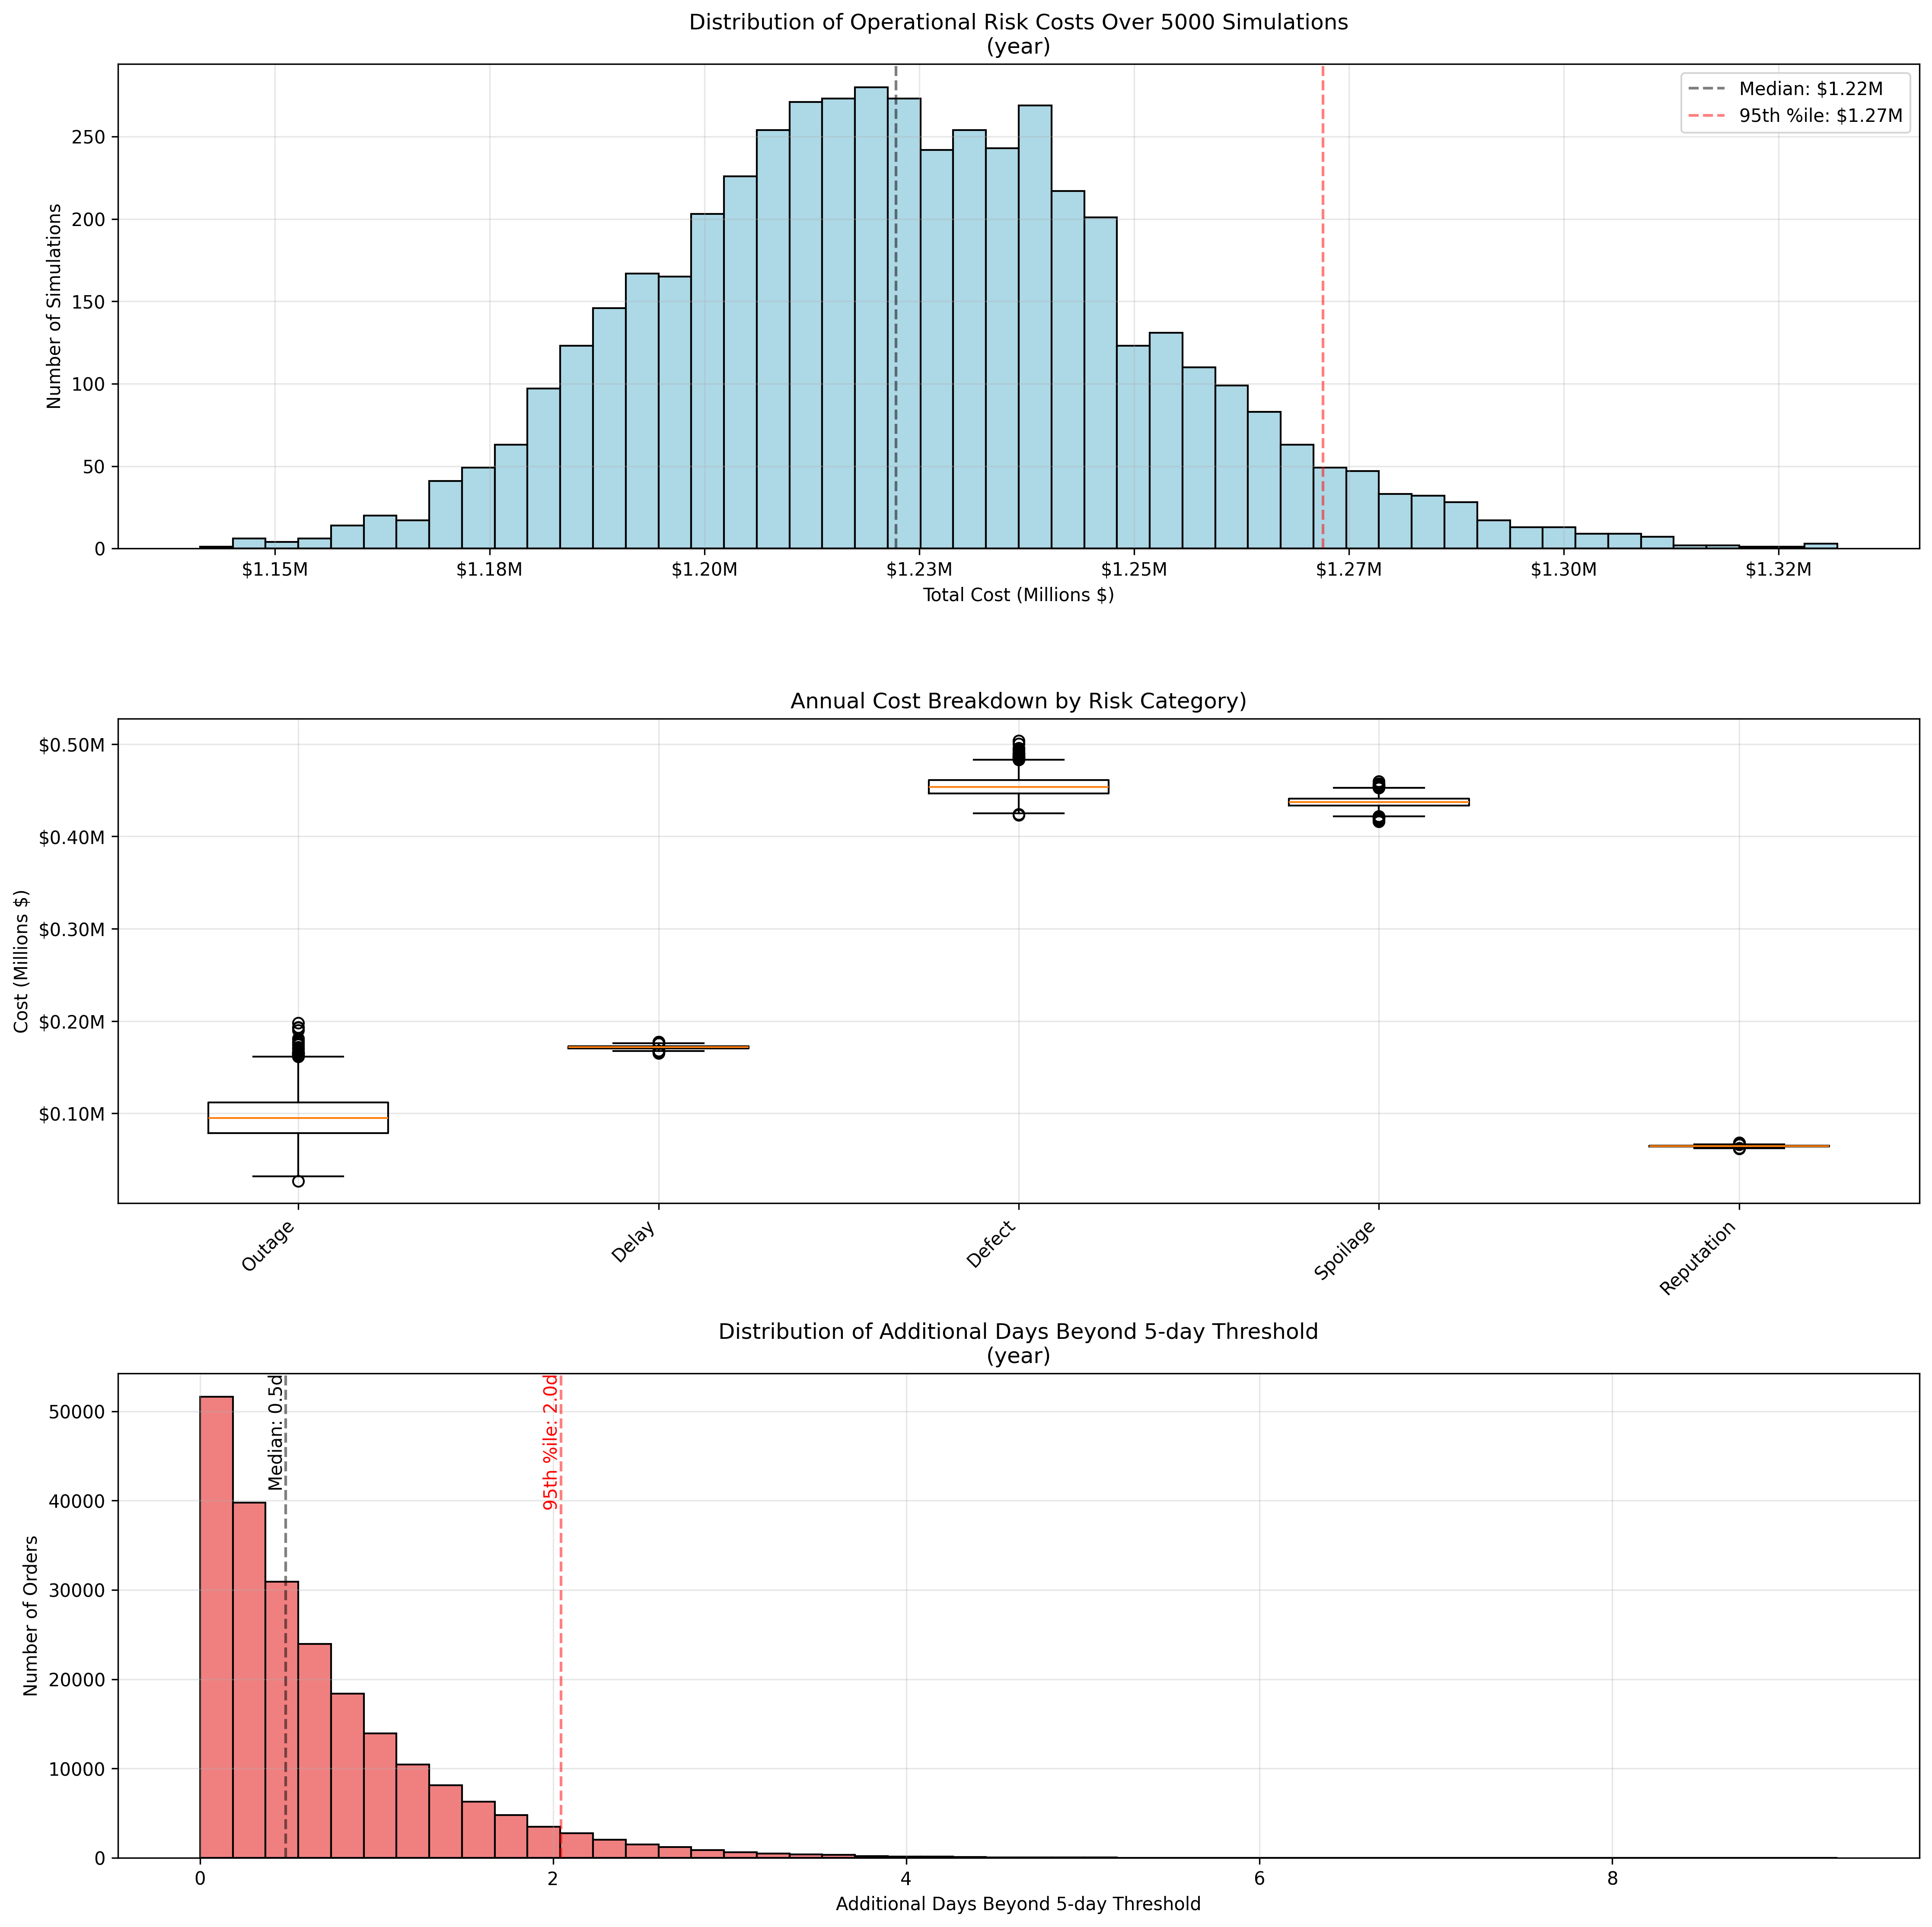 Distribution of Operational Risk Costs Over 5000 Simulations
(year)
Median: $1.22M
95th %ile: $1.27M
Number of Simulations
250
200
150
100
50
0
$1.15M $1.18M $1.20M $1.23M $1.25M $1.27M $1.30M $1.32M
Total Cost (Millions $)
Annual Cost Breakdown by Risk Category)
Cost (Millions $)
$0.50M
$0.40M
$0.30M
$0.20M
$0.10M
Outage Delay Defect Spoilage Reputation
Distribution of Additional Days Beyond 5-day Threshold
(year)
Median: 0.5d
95th %ile: 2.0d
Number of Orders
50000
40000
30000
20000
10000
0
0 2 4 6 8
Additional Days Beyond 5-day Threshold